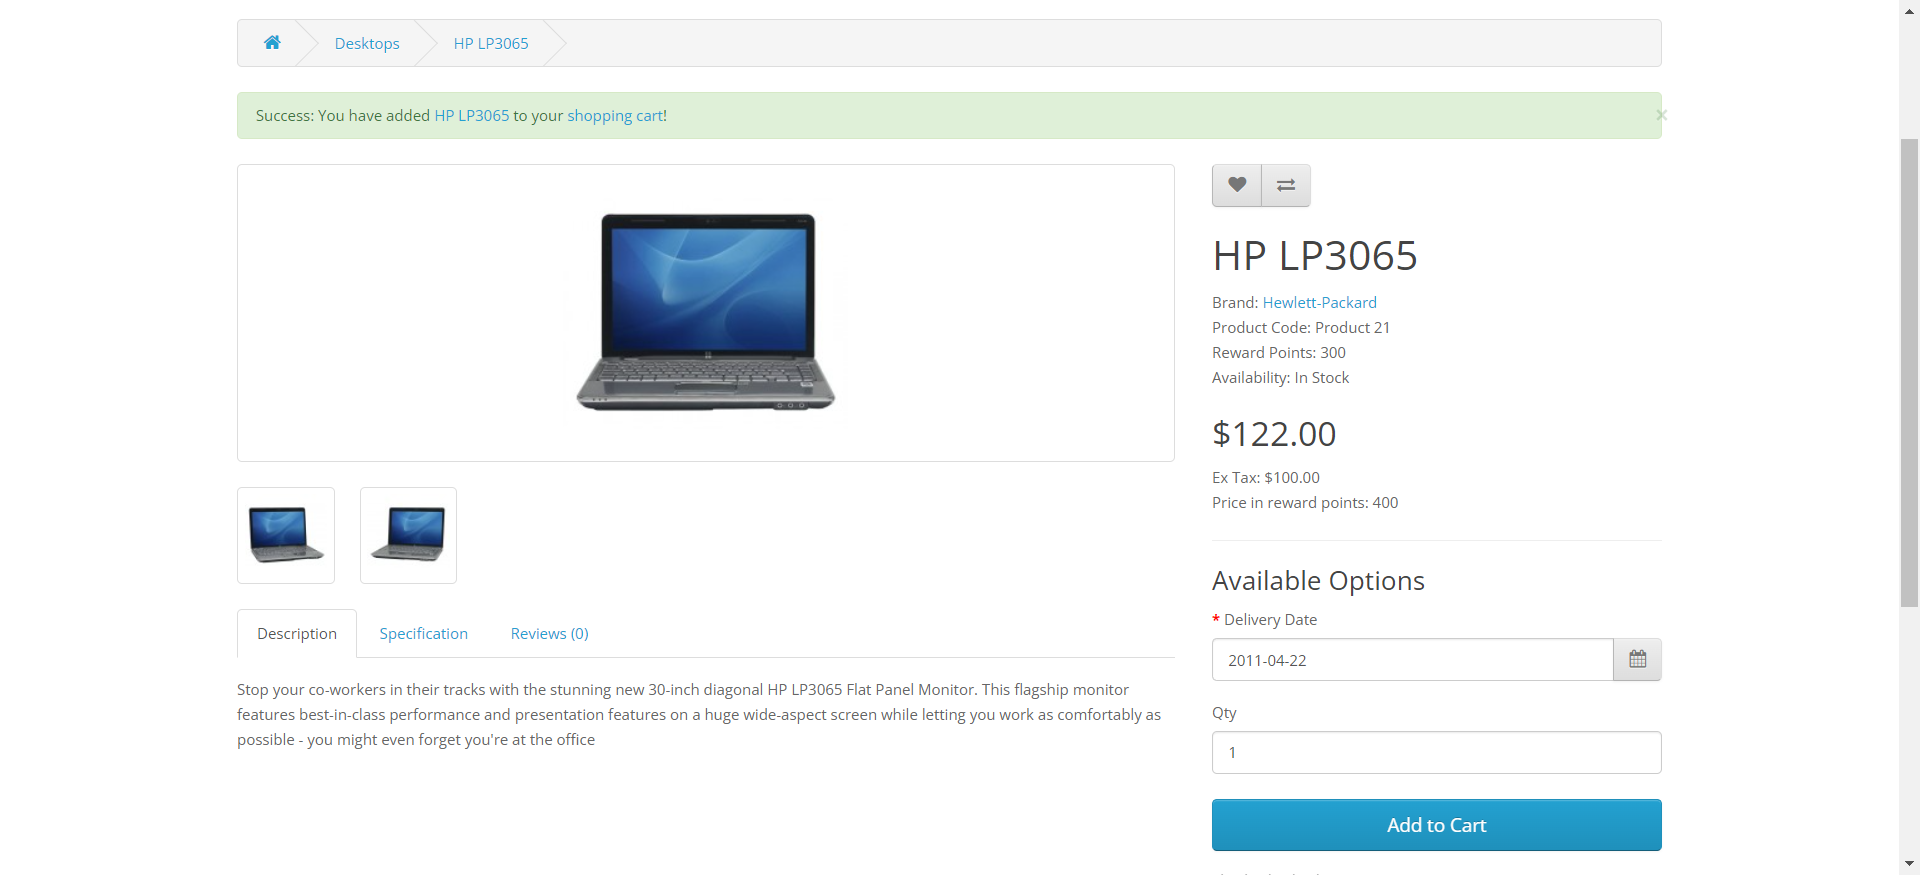 Desktops
HP LP3065
Success: You have added HP LP3065 to your shopping cart!
×
HP LP3065
Brand: Hewlett-Packard
Product Code: Product 21
Reward Points: 300
Availability: In Stock
$122.00
Ex Tax: $100.00
Price in reward points: 400
Available Options
* Delivery Date
2011-04-22
Qty
1
Add to Cart
Description
Specification
Reviews (0)
Stop your co-workers in their tracks with the stunning new 30-inch diagonal HP LP3065 Flat Panel Monitor. This flagship monitor
features best-in-class performance and presentation features on a huge wide-aspect screen while letting you work as comfortably as
possible - you might even forget you're at the office